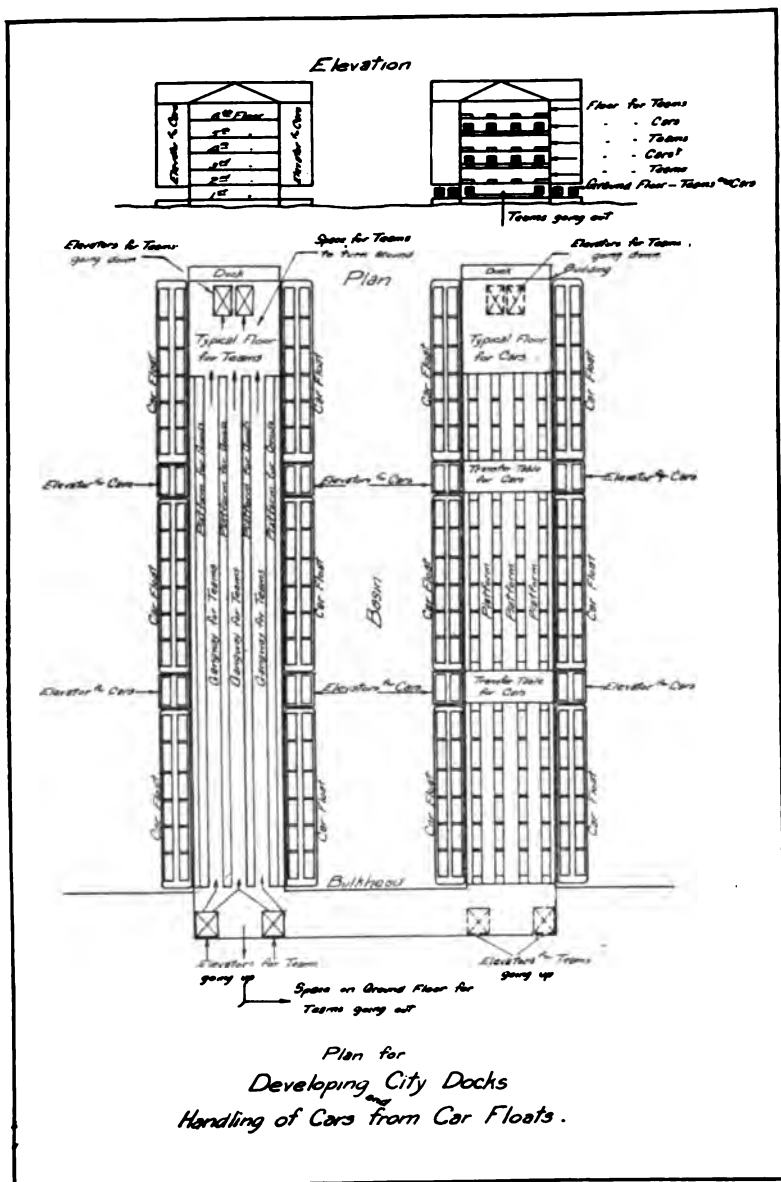 Elevation
Elevator for Cars
6th Floor
5th "
4th "
3rd "
2nd "
1st "
Elevator for Cars
Floor for Teams
" " Cars
" " Teams
" " Cars
" " Teams
Ground Floor - Teams and Cars
Teams going out
Elevators for Teams
going down
Space for Teams
to turn around
Plan
Elevators for Teams
going down
Building
Dock
Dock
Typical Floor
for Teams
Typical Floor
for Cars
Car Float
Car Float
Car Float
Car Float
Platform for Goods
Platform for Goods
Platform for Goods
Platform for Goods
Elevator for Cars
Elevators for Cars
Transfer Table
for Cars
Elevator for Cars
Car Float
Gangway for Teams
Gangway for Teams
Gangway for Teams
Car Float
Basin
Car Float
Platform
Platform
Platform
Car Float
Elevator for Cars
Elevators for Cars
Transfer Table
for Cars
Elevator for Cars
Car Float
Car Float
Car Float
Car Float
Bulkhead
Elevators for Teams
going up
Elevators for Teams
going up
Space on Ground Floor for
Teams going out
Plan for
Developing City Docks
and
Handling of Cars from Car Floats.